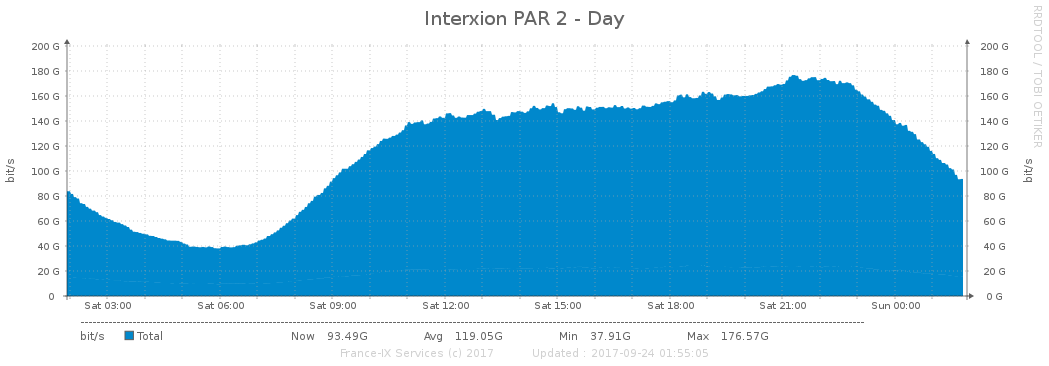 Interxion PAR 2 - Day
RRDTOOL / TOBI OETIKER
200 G 200 G
180 G 180 G
160 G 160 G
140 G 140 G
120 G 120 G
100 G 100 G
80 G 80 G
60 G 60 G
40 G 40 G
20 G 20 G
0 0 G
bit/s
bit/s
Sat 03:00 Sat 06:00 Sat 09:00 Sat 12:00 Sat 15:00 Sat 18:00 Sat 21:00 Sun 00:00
bit/s Total Now 93.49G Avg 119.05G Min 37.91G Max 176.57G
France-IX Services (c) 2017 Updated : 2017-09-24 01:55:05